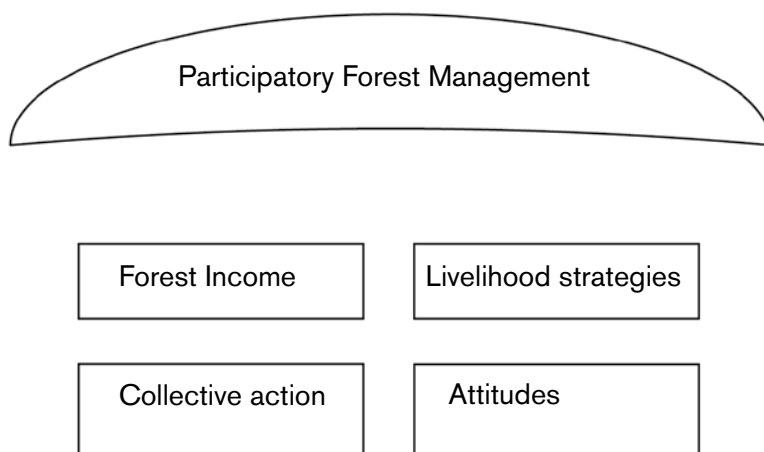 Participatory Forest Management
Forest Income
Livelihood strategies
Collective action
Attitudes